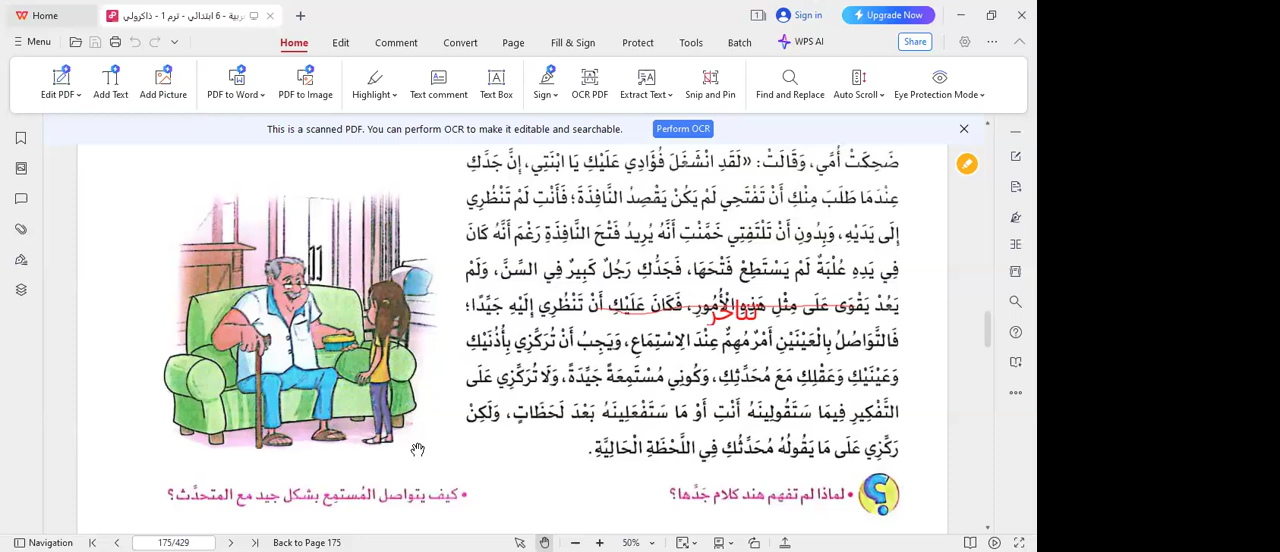 Home
عربية - 6 ابتدائي - ترم 1 - ذاكرولي
Sign in
Upgrade Now
Menu
Home Edit Comment Convert Page Fill & Sign Protect Tools Batch WPS AI
Share
Edit PDF Add Text Add Picture PDF to Word PDF to Image Highlight Text comment Text Box Sign OCR PDF Extract Text Snip and Pin Find and Replace Auto Scroll Eye Protection Mode
This is a scanned PDF. You can perform OCR to make it editable and searchable. Perform OCR
ضَحِكَتْ أُمِّي، وَقَالَتْ: «لَقَدِ انْشَغَلَ فُؤَادِي عَلَيْكِ يَا ابْنَتِي، إِنَّ جَدَّكِ
عِنْدَمَا طَلَبَ مِنْكِ أَنْ تَفْتَحِي لَمْ يَكُنْ يَقْصِدُ النَّافِذَةَ؛ فَأَنْتِ لَمْ تَنْظُرِي
إِلَى يَدَيْهِ، وَبِدُونِ أَنْ تَلْتَفِتِي خَمَّنْتِ أَنَّهُ يُرِيدُ فَتْحَ النَّافِذَةِ رَغْمَ أَنَّهُ كَانَ
فِي يَدِهِ عُلْبَةٌ لَمْ يَسْتَطِعْ فَتْحَهَا، فَجَدُّكِ رَجُلٌ كَبِيرٌ فِي السِّنِّ، وَلَمْ
يَعُدْ يَقْوَى عَلَى مِثْلِ هَذِهِ الْأُمُورِ، فَكَانَ عَلَيْكِ أَنْ تَنْظُرِي إِلَيْهِ جَيِّدًا؛
فَالتَّوَاصُلُ بِالْعَيْنَيْنِ أَمْرٌ مُهِمٌّ عِنْدَ الِاسْتِمَاعِ، وَيَجِبُ أَنْ تُرَكِّزِي بِأُذُنَيْكِ
وَعَيْنَيْكِ وَعَقْلِكِ مَعَ مُحَدِّثِكِ، وَكُونِي مُسْتَمِعَةً جَيِّدَةً، وَلَا تُرَكِّزِي عَلَى
التَّفْكِيرِ فِيمَا سَتَقُولِينَهُ أَنْتِ أَوْ مَا سَتَفْعَلِينَهُ بَعْدَ لَحَظَاتٍ، وَلَكِنْ
رَكِّزِي عَلَى مَا يَقُولُهُ مُحَدِّثُكِ فِي اللَّحْظَةِ الْحَالِيَّةِ.
• لماذا لم تفهم هند كلام جَدِّها؟
• كيف يتواصل المُستمِع بشكل جيد مع المتحدِّث؟
Navigation 175/429 Back to Page 175 50%